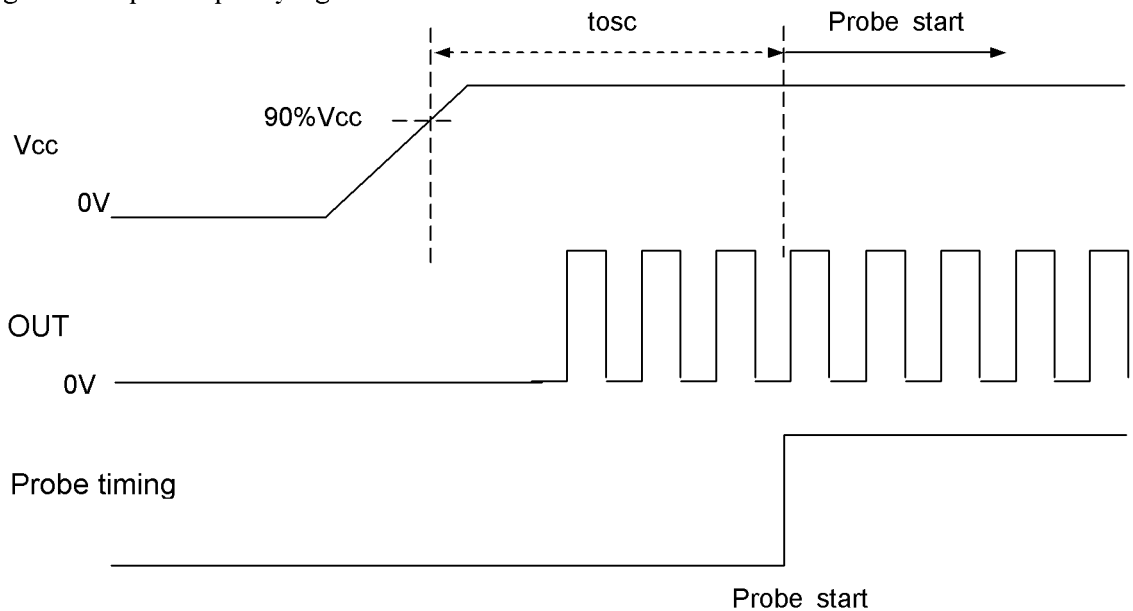 tosc
Probe start
90%Vcc
Vcc
0V
OUT
0V
Probe timing
Probe start